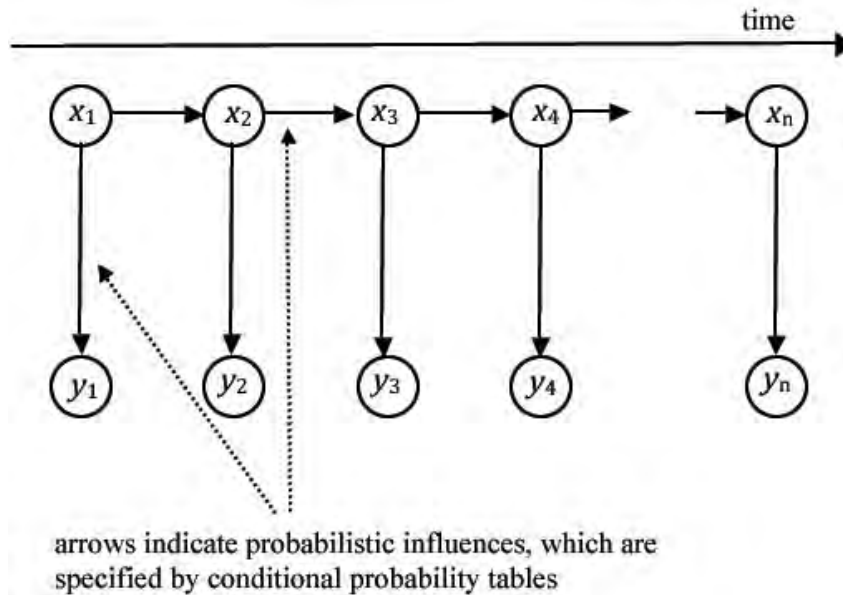 time
x₁ x₂ x₃ x₄ xₙ
y₁ y₂ y₃ y₄ yₙ
arrows indicate probabilistic influences, which are
specified by conditional probability tables